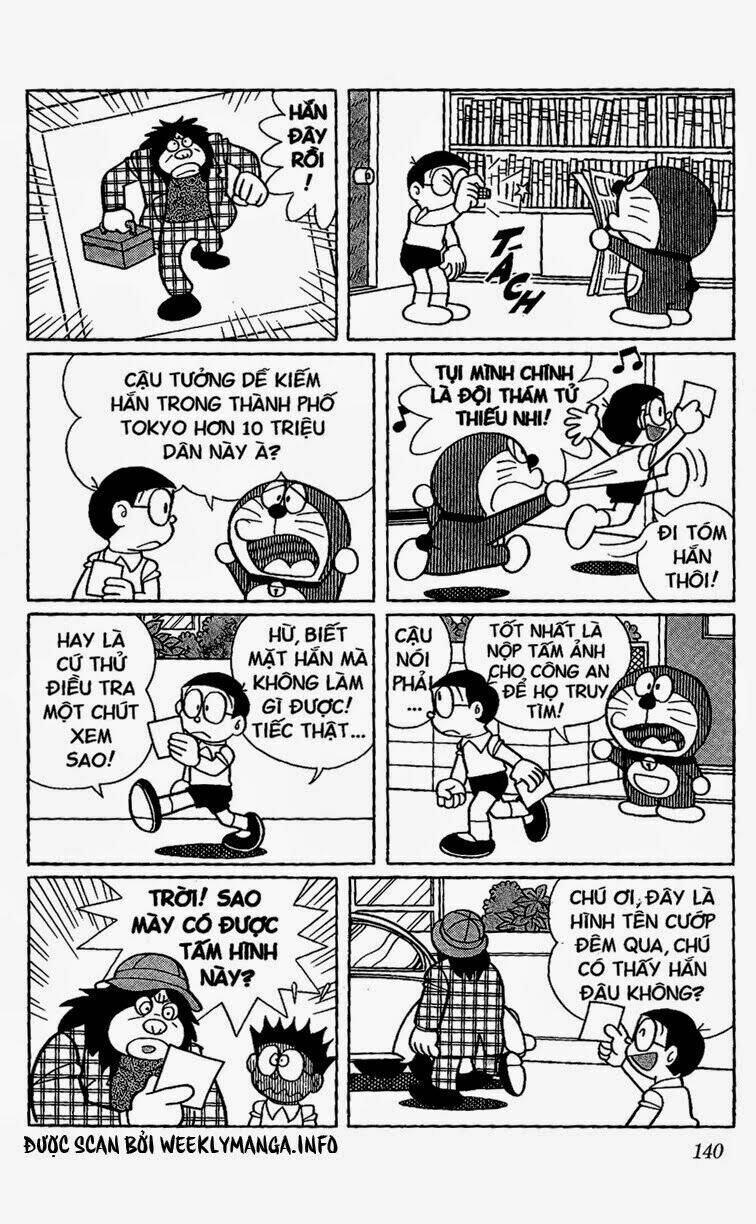 TÁCH
HẮN
ĐÂY
RỒI
!
TỤI MÌNH CHÍNH
LÀ ĐỘI THÁM TỬ
THIẾU NHI!
ĐI TÓM
HẮN
THÔI!
CẬU TƯỞNG DỄ KIẾM
HẮN TRONG THÀNH PHỐ
TOKYO HƠN 10 TRIỆU
DÂN NÀY À?
TỐT NHẤT LÀ
NỘP TẤM ẢNH
CHO CÔNG AN
ĐỂ HỌ TRUY
TÌM!
CẬU
NÓI
PHẢI
...
HỪ, BIẾT
MẶT HẮN MÀ
KHÔNG LÀM
GÌ ĐƯỢC!
TIẾC THẬT...
HAY LÀ
CỨ THỬ
ĐIỀU TRA
MỘT CHÚT
XEM
SAO!
CHÚ ƠI, ĐÂY LÀ
HÌNH TÊN CƯỚP
ĐÊM QUA, CHÚ
CÓ THẤY HẮN
ĐÂU KHÔNG?
TRỜI! SAO
MÀY CÓ ĐƯỢC
TẤM HÌNH
NÀY?
ĐƯỢC SCAN BỞI WEEKLYMANGA.INFO
140